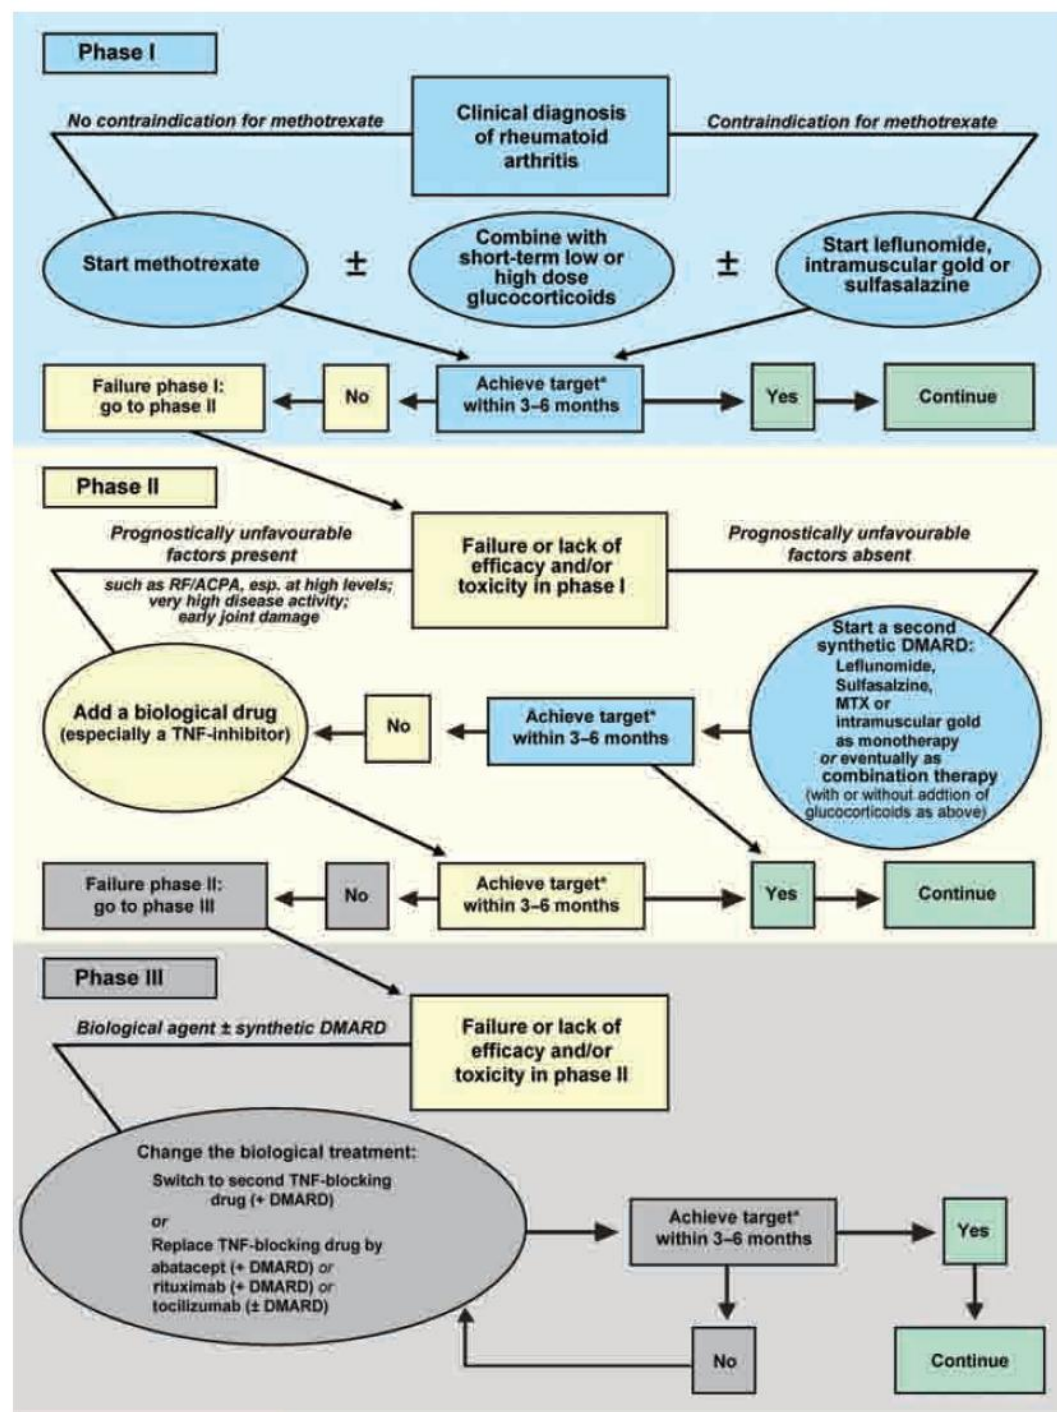 Phase I
Clinical diagnosis
of rheumatoid
arthritis
No contraindication for methotrexate
Contraindication for methotrexate
Start methotrexate
±
Combine with
short-term low or
high dose
glucocorticoids
±
Start leflunomide,
intramuscular gold or
sulfasalazine
Failure phase I:
go to phase II
No
Achieve target*
within 3–6 months
Yes
Continue
Phase II
Prognostically unfavourable
factors present
such as RF/ACPA, esp. at high levels;
very high disease activity;
early joint damage
Failure or lack of
efficacy and/or
toxicity in phase I
Prognostically unfavourable
factors absent
Start a second
synthetic DMARD:
Leflunomide,
Sulfasalzine,
MTX or
intramuscular gold
as monotherapy
or eventually as
combination therapy
(with or without addtion of
glucocorticoids as above)
Add a biological drug
(especially a TNF-inhibitor)
No
Achieve target*
within 3–6 months
Failure phase II:
go to phase III
No
Achieve target*
within 3–6 months
Yes
Continue
Phase III
Biological agent ± synthetic DMARD
Failure or lack of
efficacy and/or
toxicity in phase II
Change the biological treatment:
Switch to second TNF-blocking
drug (+ DMARD)
or
Replace TNF-blocking drug by
abatacept (+ DMARD) or
rituximab (+ DMARD) or
tocilizumab (± DMARD)
Achieve target*
within 3–6 months
Yes
No
Continue